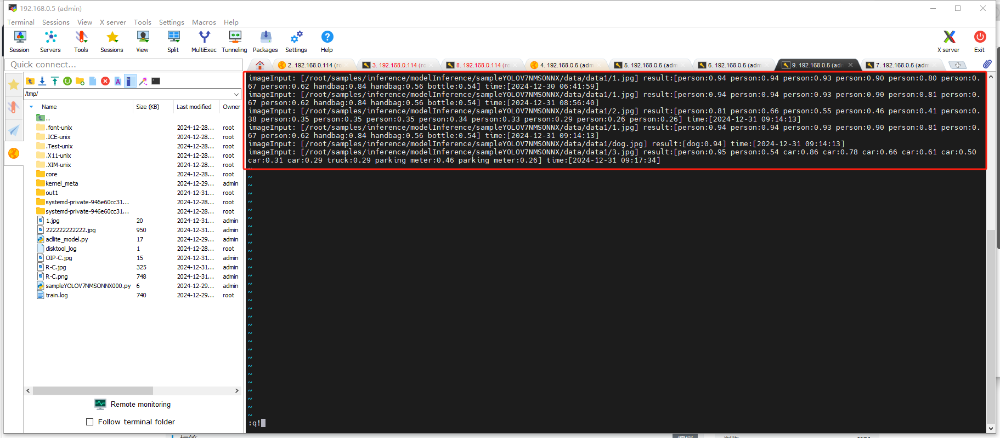 192.168.0.5 (admin)
Terminal Sessions View X server Tools Settings Macros Help
Session Servers Tools Sessions View Split MultiExec Tunneling Packages Settings Help X server Exit
Quick connect...
2. 192.168.0.114 (ro
3. 192.168.0.114 (ro
8. 192.168.0.114 (ro
4. 192.168.0.5 (adm
5. 192.168.0.5 (adm
6. 192.168.0.5 (adm
9. 192.168.0.5 (adm
7. 192.168.0.5 (adm
/tmp/
Name Size (KB) Last modified Owner
..
.font-unix 2024-12-28... root
.ICE-unix 2024-12-28... root
.Test-unix 2024-12-28... root
.X11-unix 2024-12-28... root
.XIM-unix 2024-12-28... root
core 2024-12-28... root
kernel_meta 2024-12-29... admin
out1 2024-12-31... root
systemd-private-946e60cc31... 2024-12-28... root
systemd-private-946e60cc31... 2024-12-28... root
1.jpg 20 2024-12-31... admin
222222222222.jpg 950 2024-12-31... admin
acllite_model.py 17 2024-12-29... admin
disktool_log 1 2024-12-28... root
OIP-C.jpg 15 2024-12-31... admin
R-C.jpg 325 2024-12-31... admin
R-C.png 748 2024-12-31... admin
sampleYOLOV7NMSONNX000.py 6 2024-12-29... admin
train.log 740 2024-12-29... root
Remote monitoring
Follow terminal folder
imageInput: [/root/samples/inference/modelInference/sampleYOLOV7NMSONNX/data/data1/1.jpg] result:[person:0.94 person:0.94 person:0.93 person:0.90 person:0.80 person:0.
67 person:0.62 handbag:0.84 handbag:0.56 bottle:0.54] time:[2024-12-30 06:41:59]
imageInput: [/root/samples/inference/modelInference/sampleYOLOV7NMSONNX/data/data1/1.jpg] result:[person:0.94 person:0.94 person:0.93 person:0.90 person:0.81 person:0.
67 person:0.62 handbag:0.84 handbag:0.56 bottle:0.54] time:[2024-12-31 08:56:40]
imageInput: [/root/samples/inference/modelInference/sampleYOLOV7NMSONNX/data/data1/2.jpg] result:[person:0.81 person:0.66 person:0.55 person:0.46 person:0.41 person:0.
38 person:0.35 person:0.35 person:0.35 person:0.34 person:0.33 person:0.29 person:0.26 person:0.26] time:[2024-12-31 09:14:13]
imageInput: [/root/samples/inference/modelInference/sampleYOLOV7NMSONNX/data/data1/1.jpg] result:[person:0.94 person:0.94 person:0.93 person:0.90 person:0.81 person:0.
67 person:0.62 handbag:0.84 handbag:0.56 bottle:0.54] time:[2024-12-31 09:14:13]
imageInput: [/root/samples/inference/modelInference/sampleYOLOV7NMSONNX/data/data1/dog.jpg] result:[dog:0.94] time:[2024-12-31 09:14:13]
imageInput: [/root/samples/inference/modelInference/sampleYOLOV7NMSONNX/data/data1/3.jpg] result:[person:0.95 person:0.54 car:0.86 car:0.78 car:0.66 car:0.61 car:0.50
car:0.31 car:0.29 truck:0.29 parking meter:0.46 parking meter:0.26] time:[2024-12-31 09:17:34]
:q!